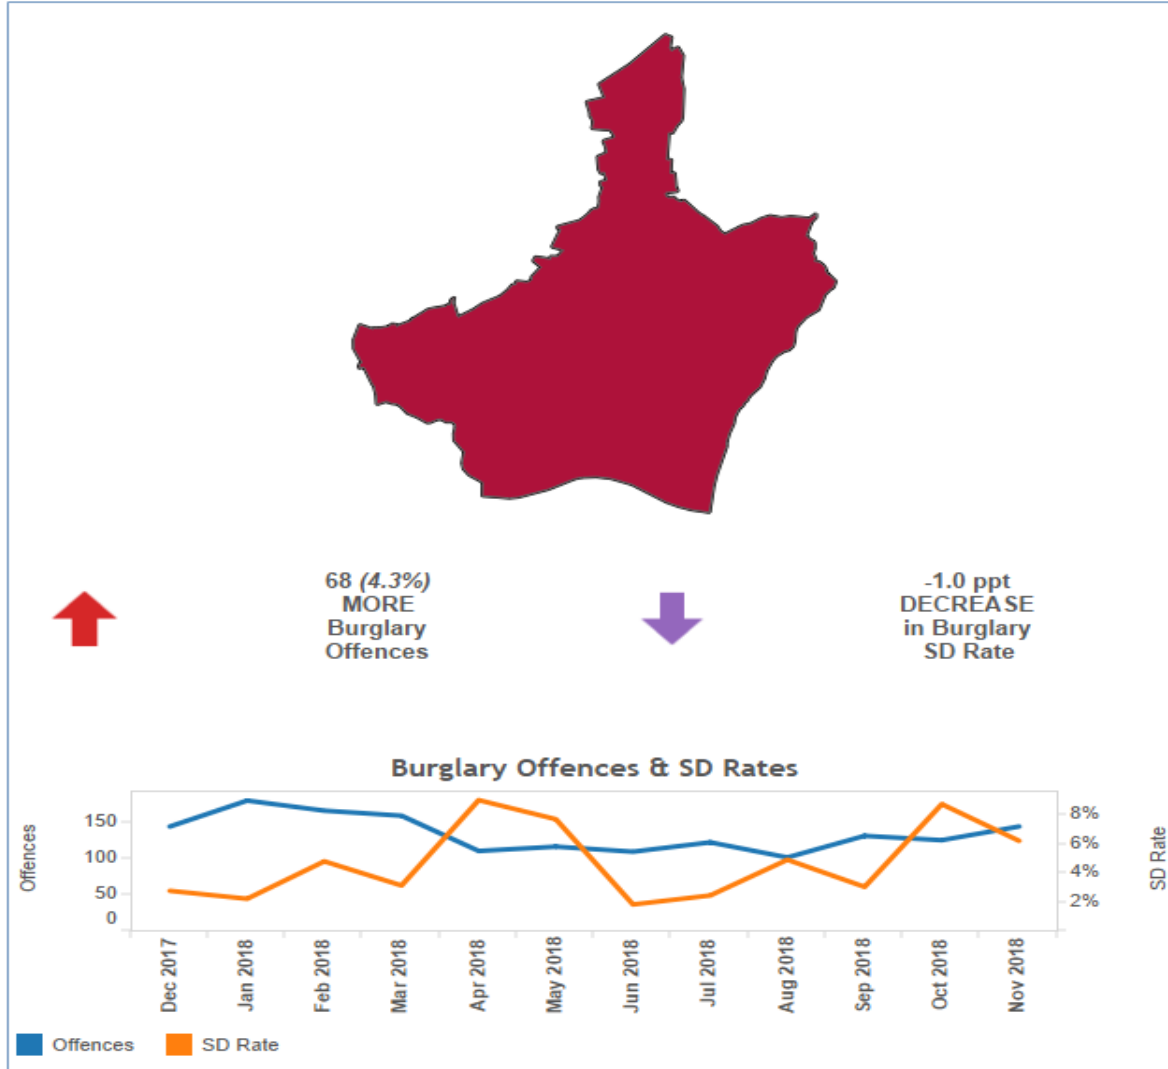 68 (4.3%)
MORE
Burglary
Offences
-1.0 ppt
DECREASE
in Burglary
SD Rate
Burglary Offences & SD Rates
Offences
150
100
50
0
8%
6%
4%
2%
SD Rate
Dec 2017
Jan 2018
Feb 2018
Mar 2018
Apr 2018
May 2018
Jun 2018
Jul 2018
Aug 2018
Sep 2018
Oct 2018
Nov 2018
Offences
SD Rate